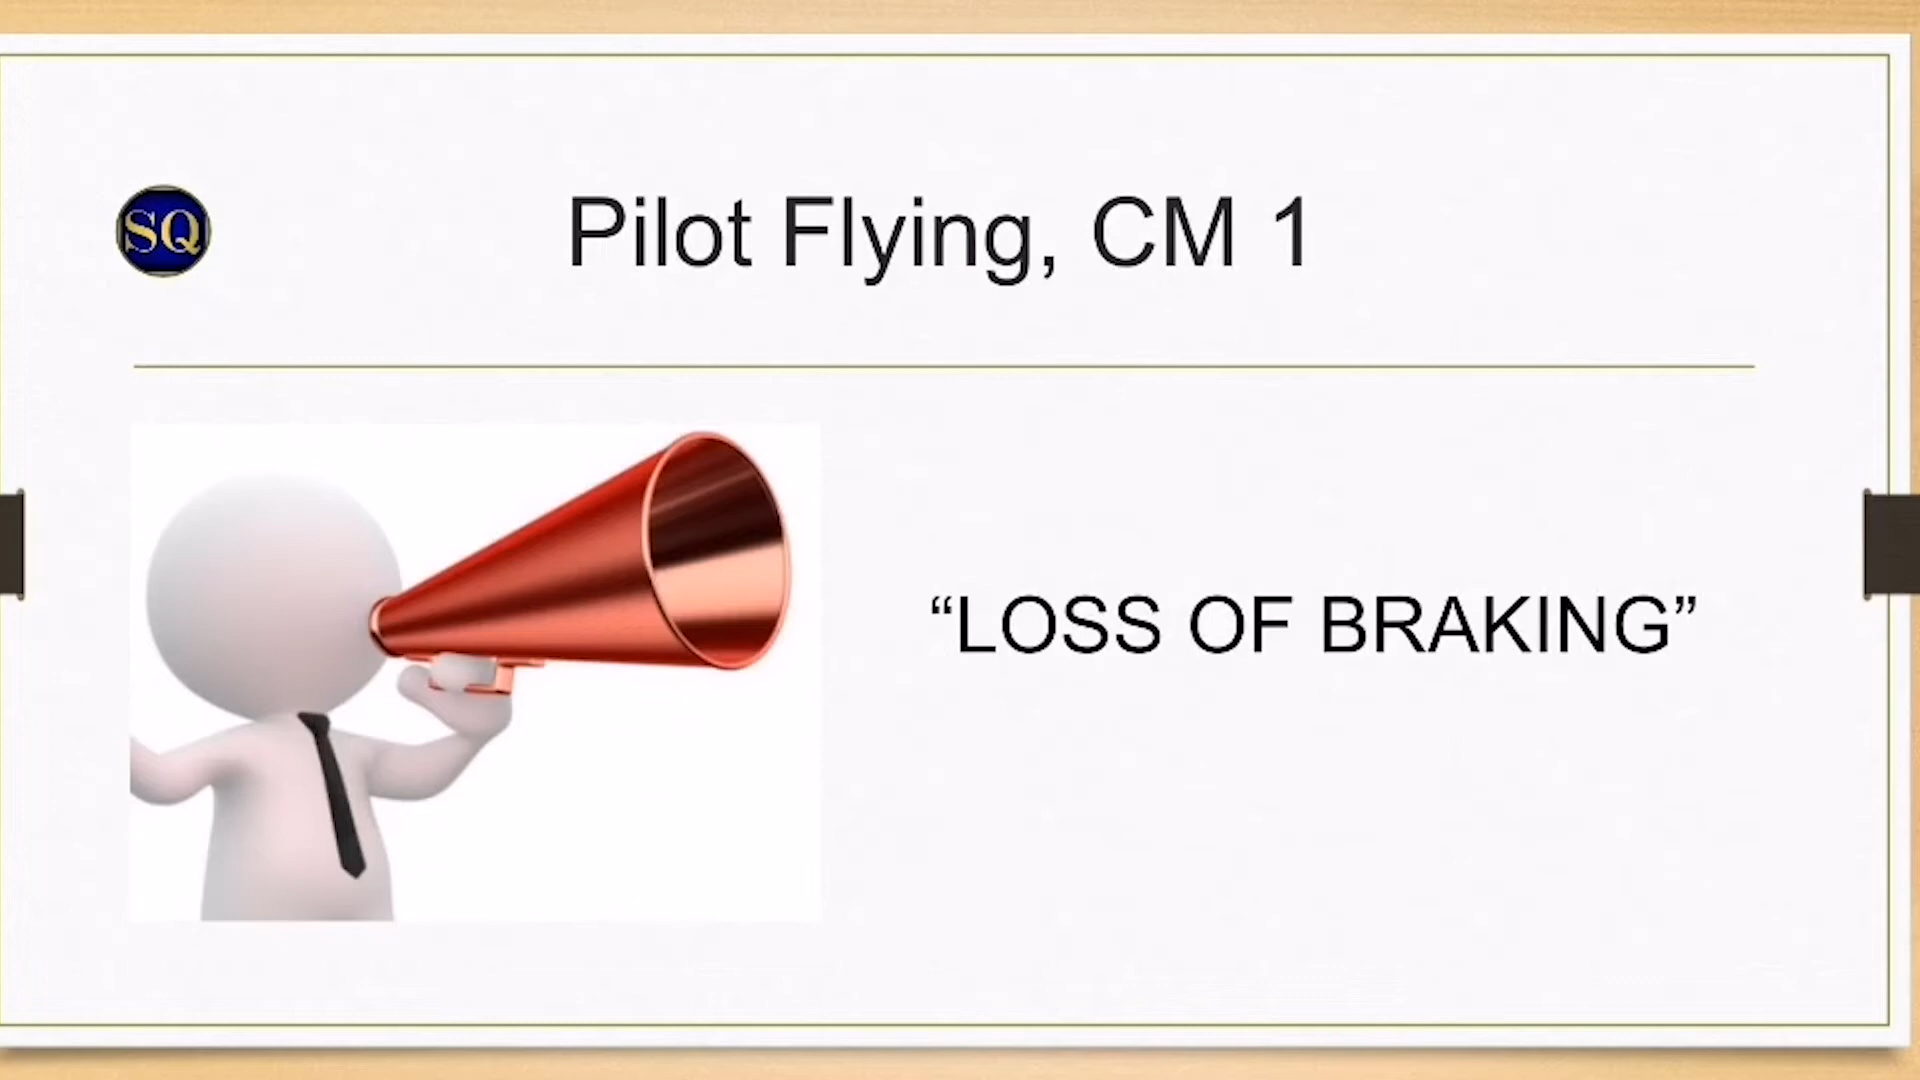 SQ
Pilot Flying, CM 1
“LOSS OF BRAKING”